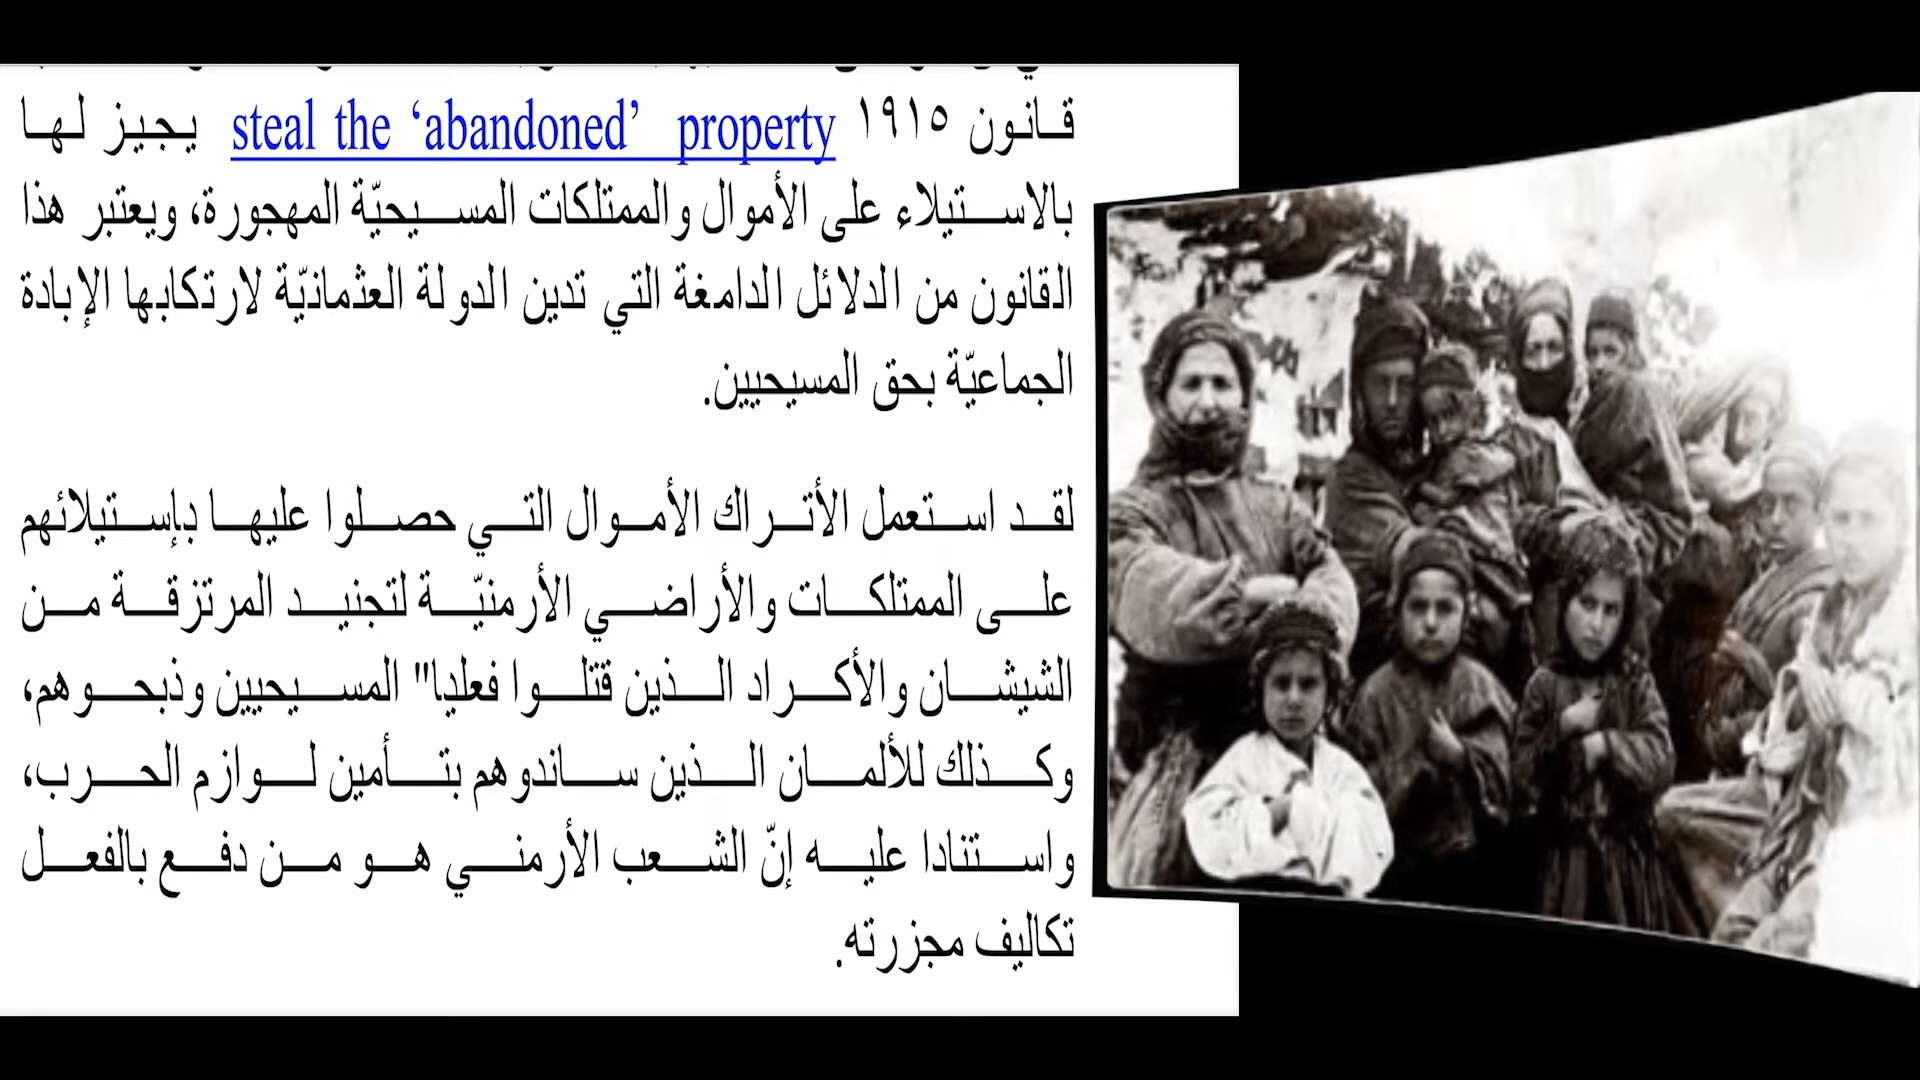 قانون ١٩١٥ steal the ‘abandoned’ property يجيز لها
بالاستيلاء على الأموال والممتلكات المسيحيّة المهجورة، ويعتبر هذا
القانون من الدلائل الدامغة التي تدين الدولة العثمانيّة لارتكابها الإبادة
الجماعيّة بحق المسيحيين.
لقد استعمل الأتراك الأموال التي حصلوا عليها بإستيلائهم
على الممتلكات والأراضي الأرمنيّة لتجنيد المرتزقة من
الشيشان والأكراد الذين قتلوا فعليا" المسيحيين وذبحوهم،
وكذلك للألمان الذين ساندوهم بتأمين لوازم الحرب،
واستنادا عليه إنّ الشعب الأرمني هو من دفع بالفعل
تكاليف مجزرته.